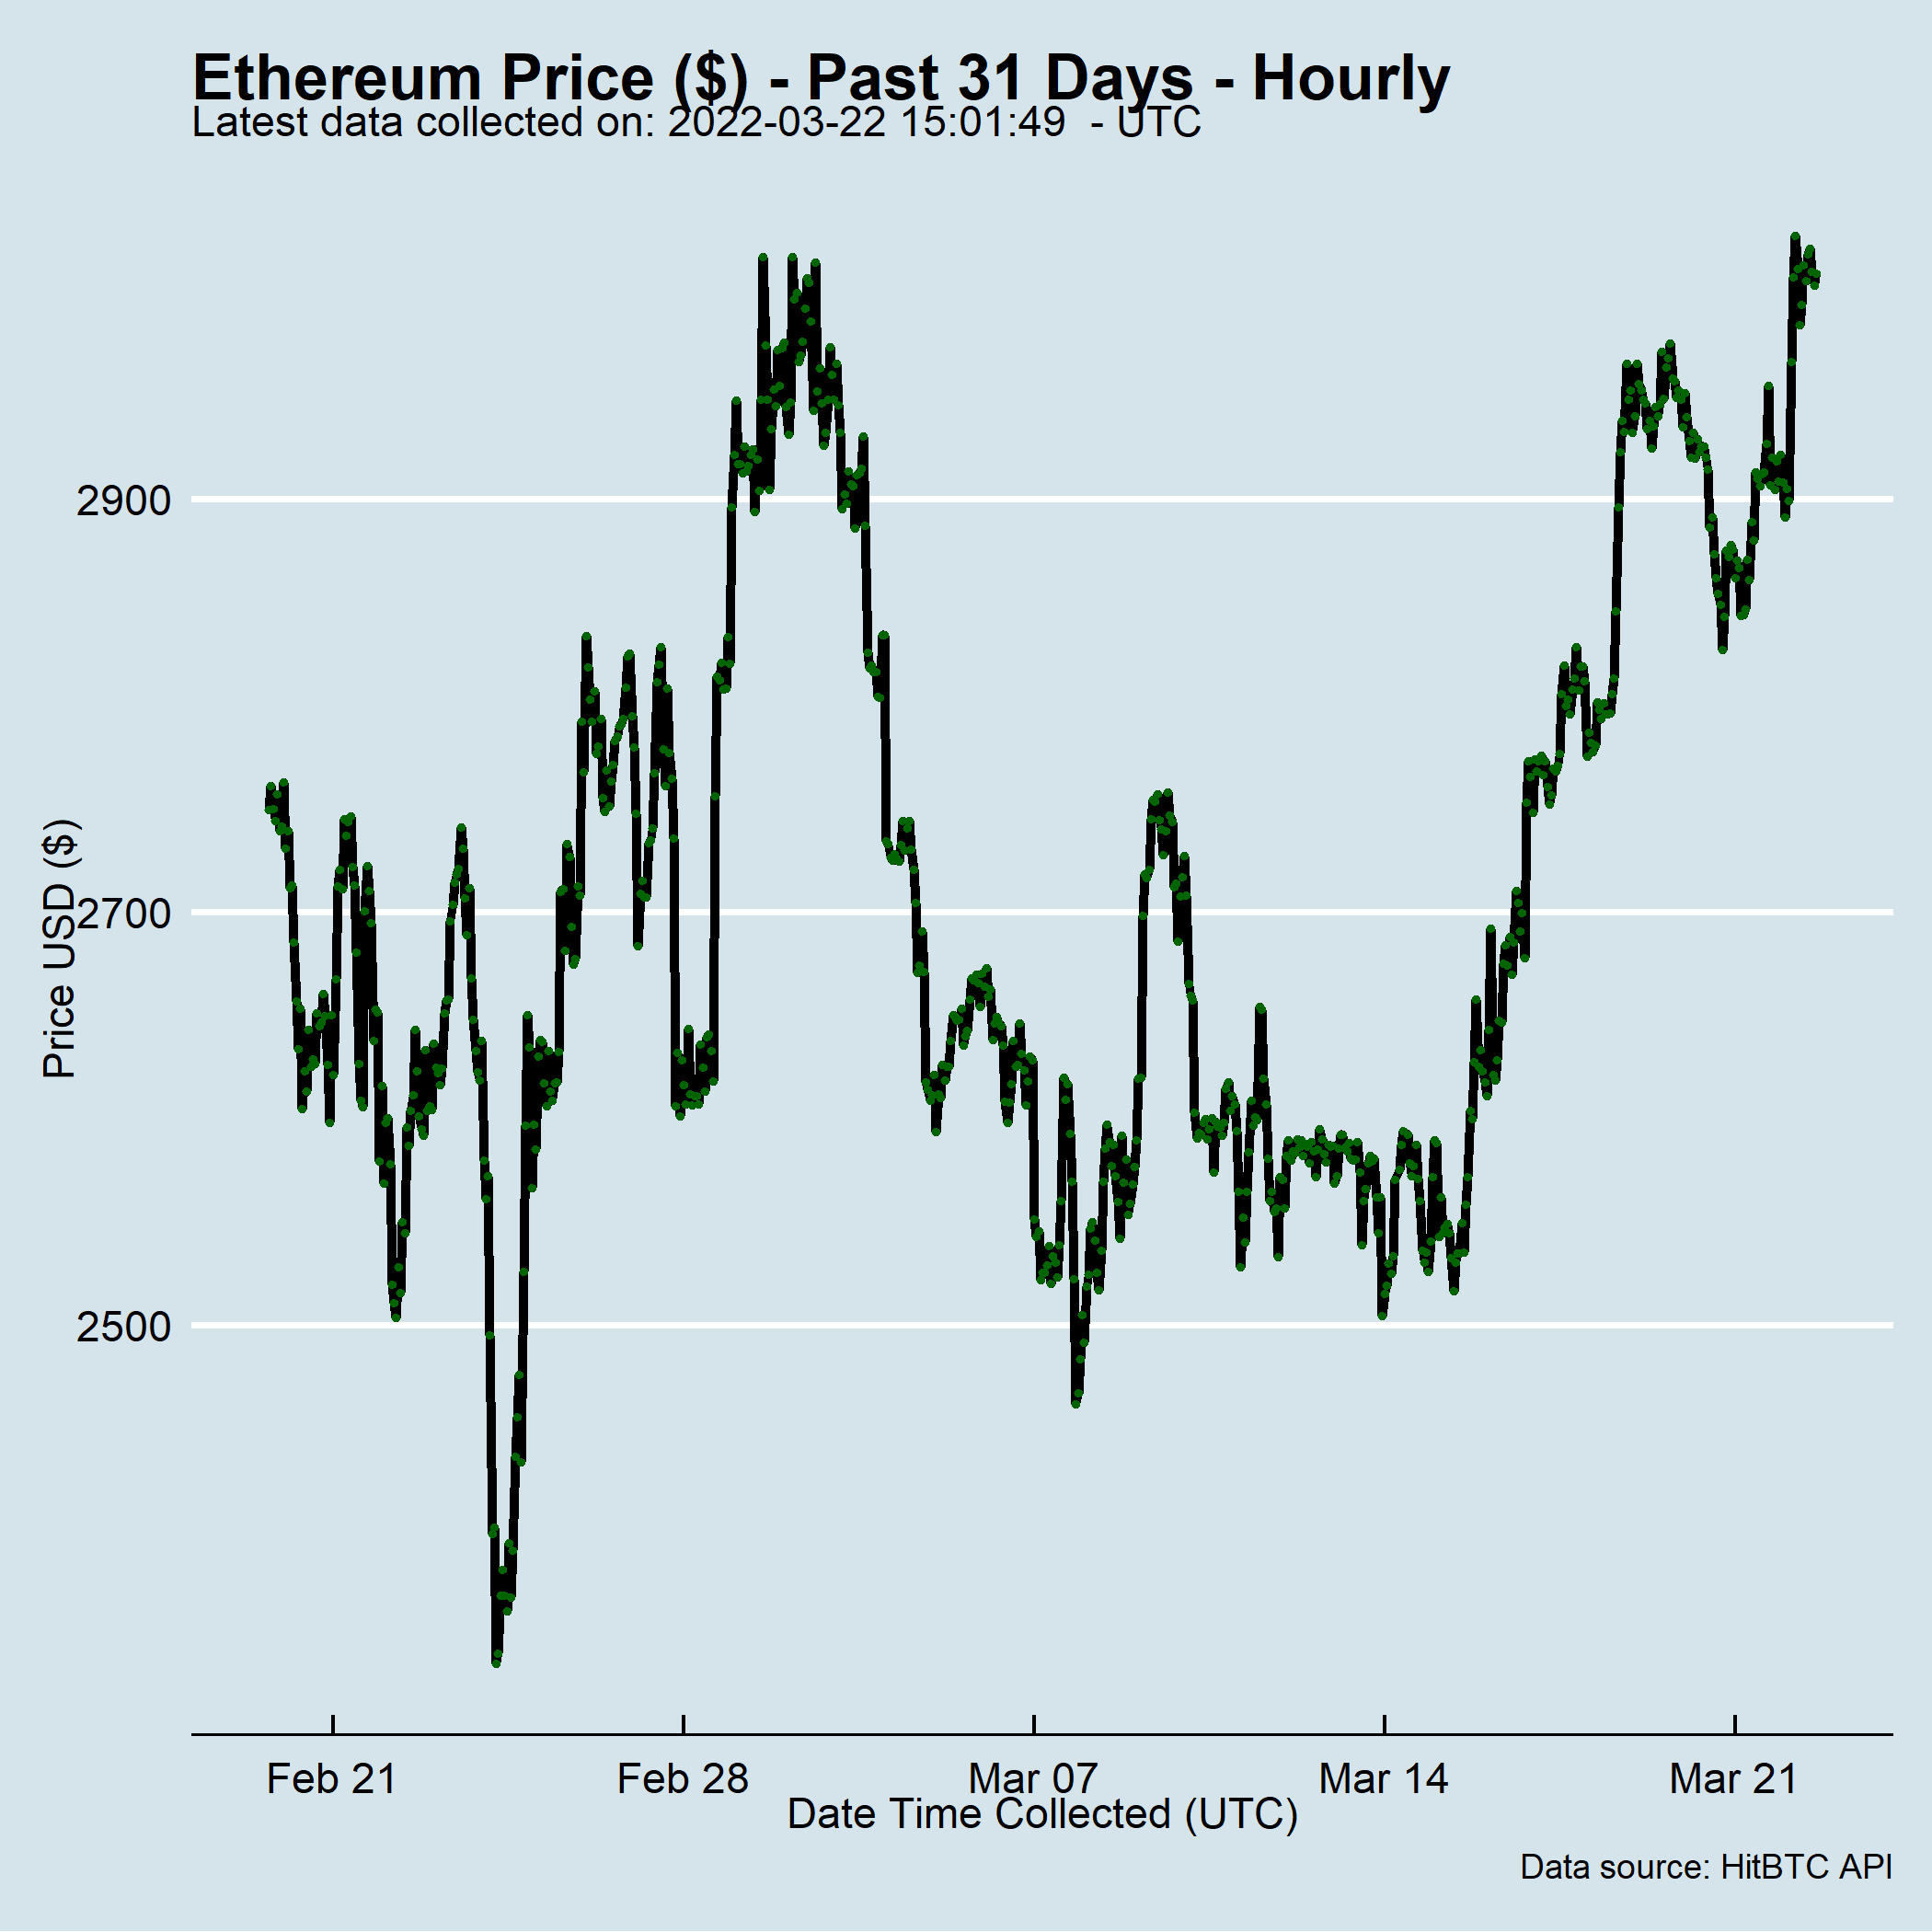 Ethereum Price ($) - Past 31 Days - Hourly
Latest data collected on: 2022-03-22 15:01:49  - UTC
2900
2700
2500
Price USD ($)
Feb 21
Feb 28
Mar 07
Mar 14
Mar 21
Date Time Collected (UTC)
Data source: HitBTC API